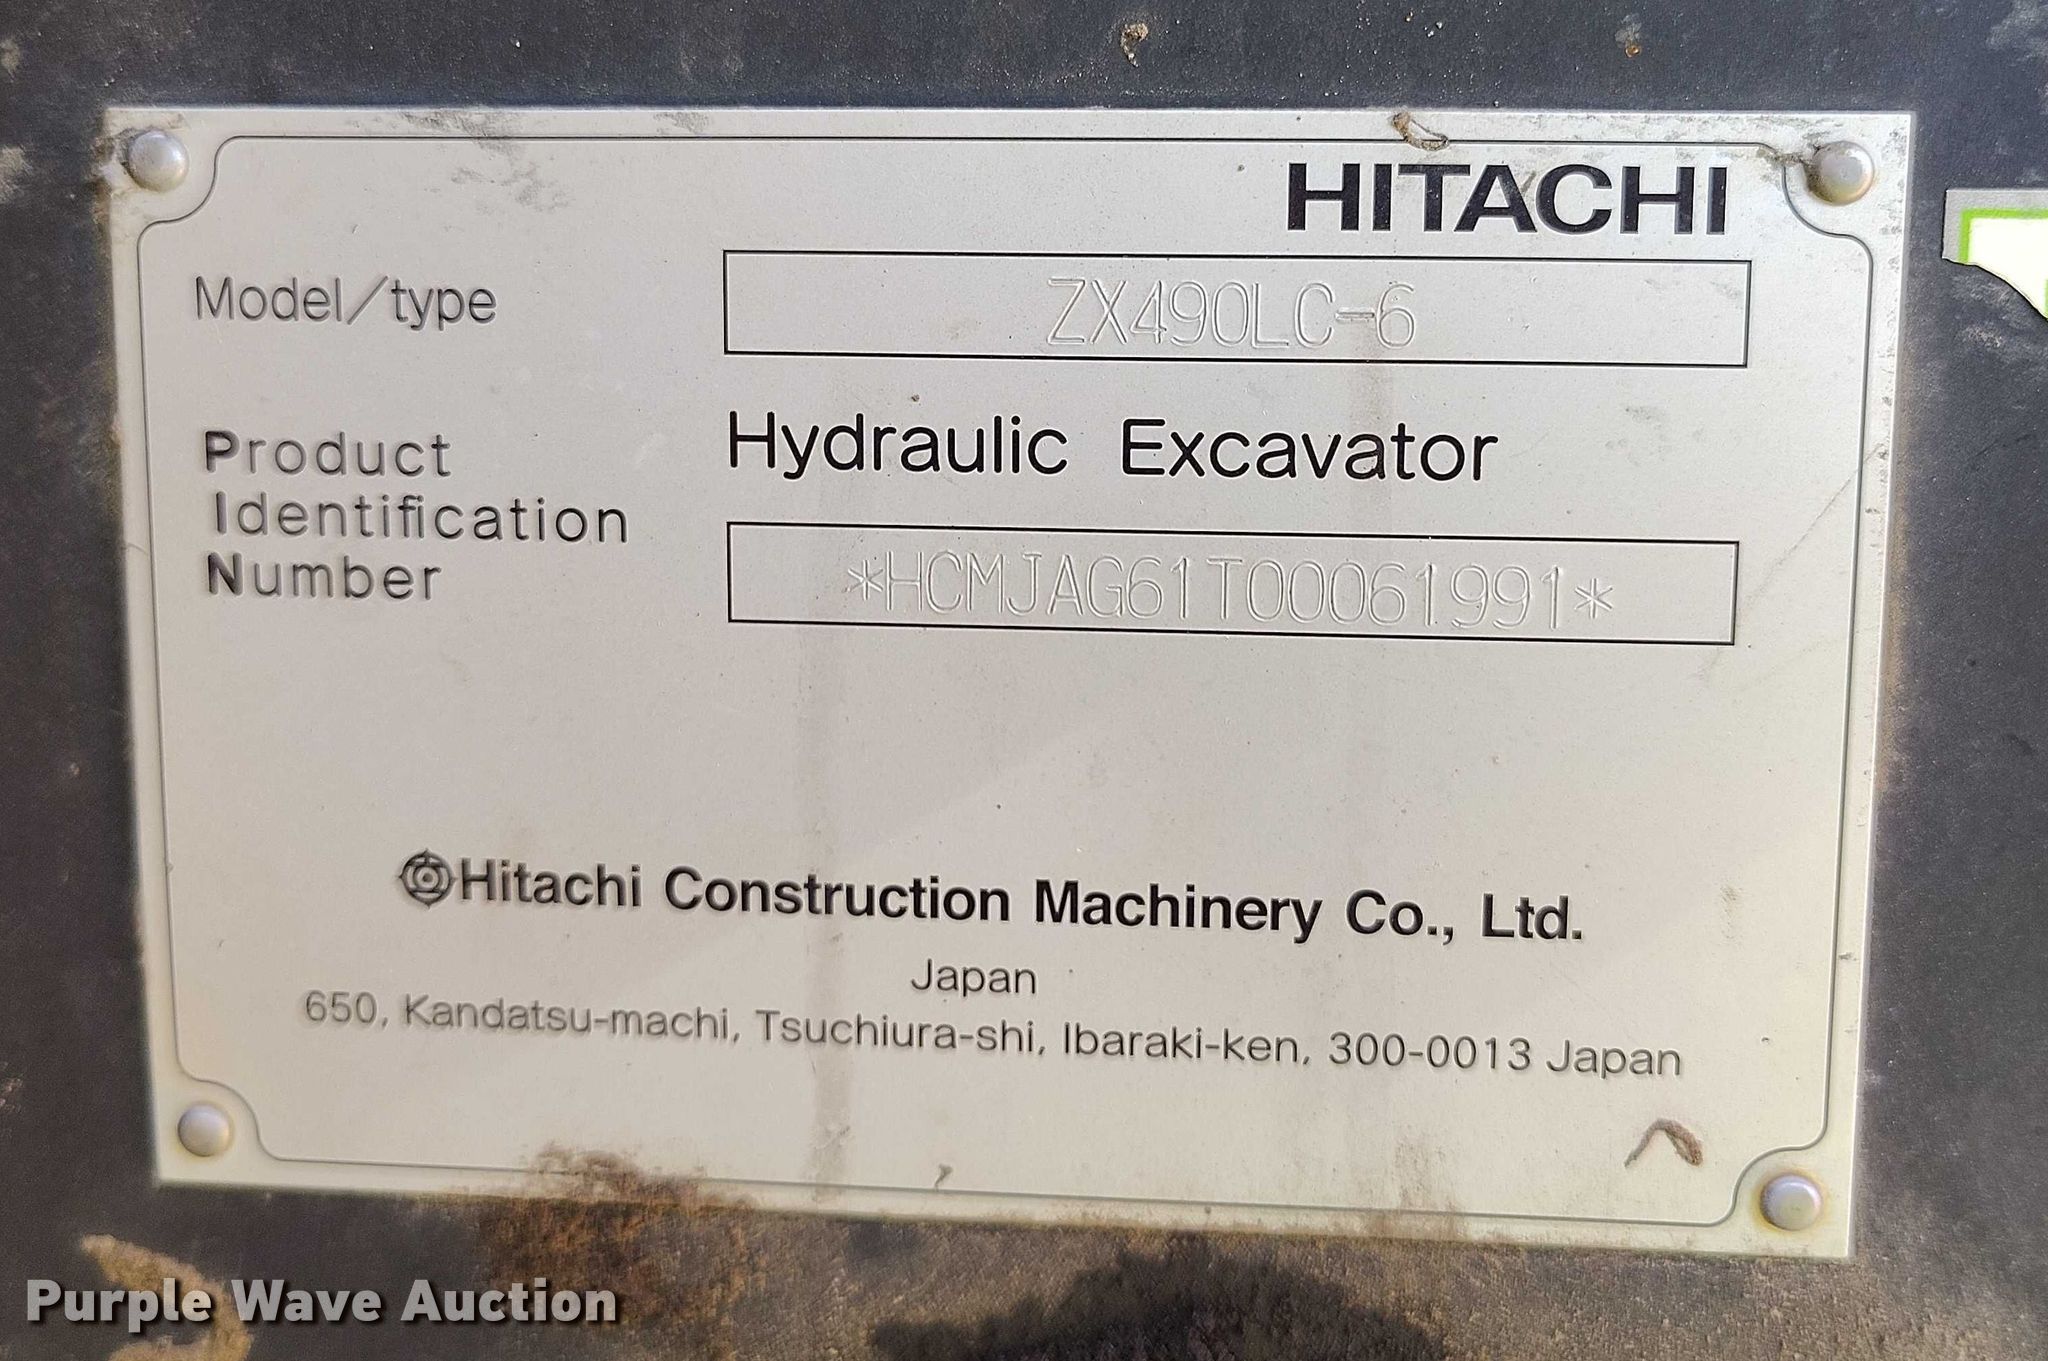 HITACHI
Model/type ZX490LC-6
Hydraulic Excavator
Product
Identification
Number
*HCMJAG61T00061991*
Hitachi Construction Machinery Co., Ltd.
Japan
650, Kandatsu-machi, Tsuchiura-shi, Ibaraki-ken, 300-0013 Japan
Purple Wave Auction